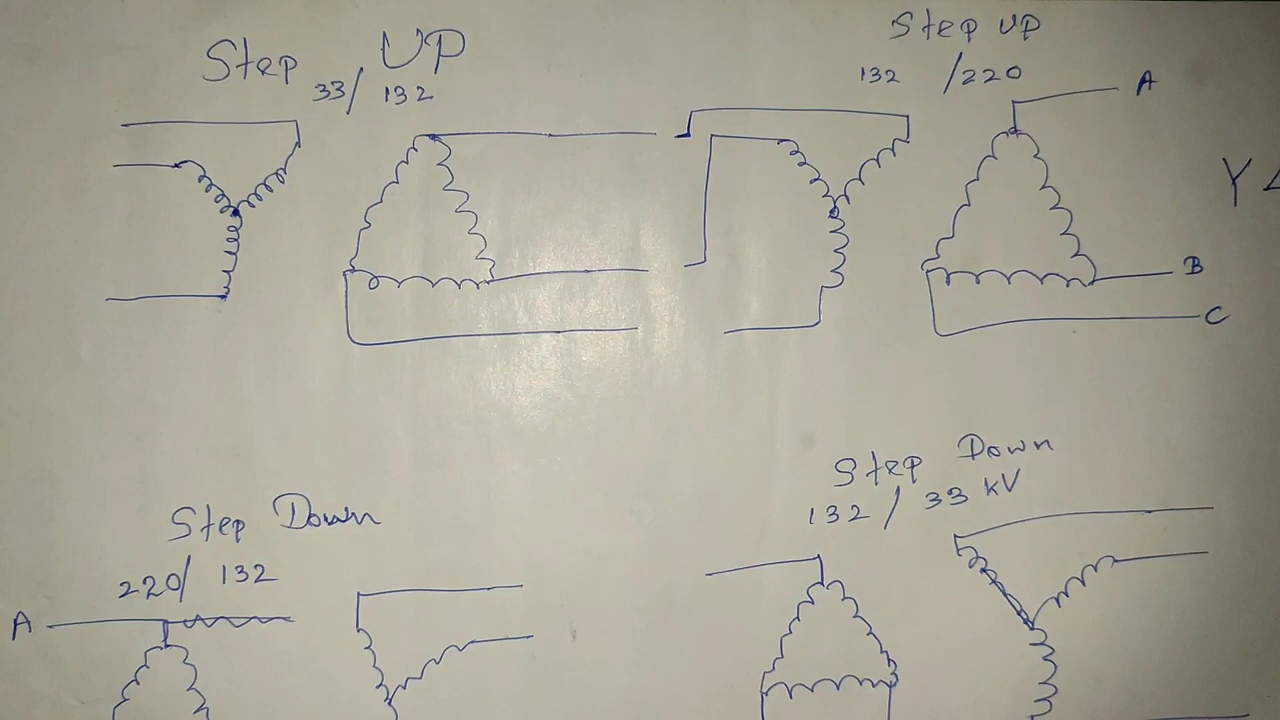 Step UP
33/ 132
Step UP
132 /220
A
Y
B
C
Step Down
220/ 132
A
Step Down
132 / 33 kV